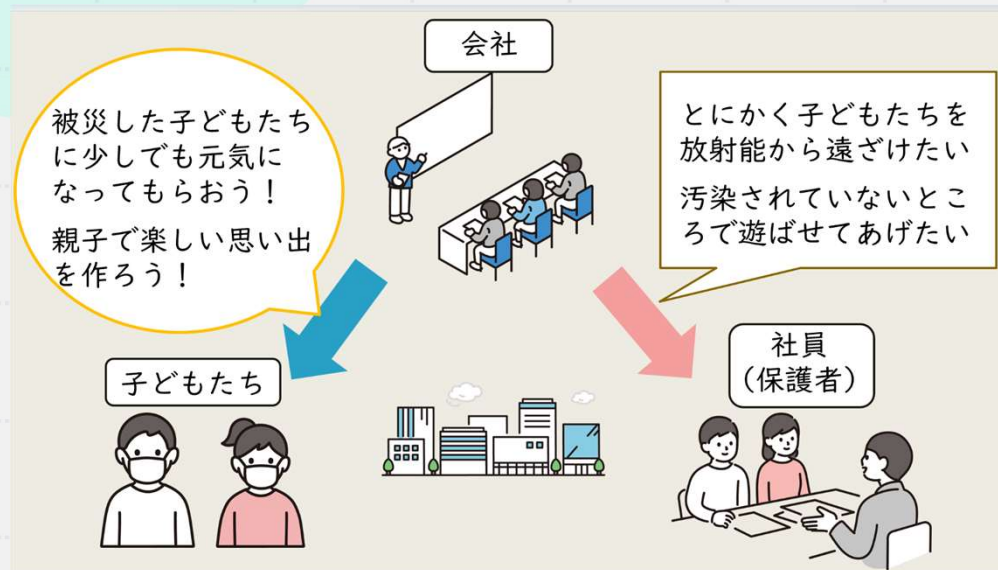 会社
被災した子どもたち
に少しでも元気に
なってもらおう！
親子で楽しい思い出
を作ろう！
とにかく子どもたちを
放射能から遠ざけたい
汚染されていないとこ
ろで遊ばせてあげたい
子どもたち
社員
（保護者）